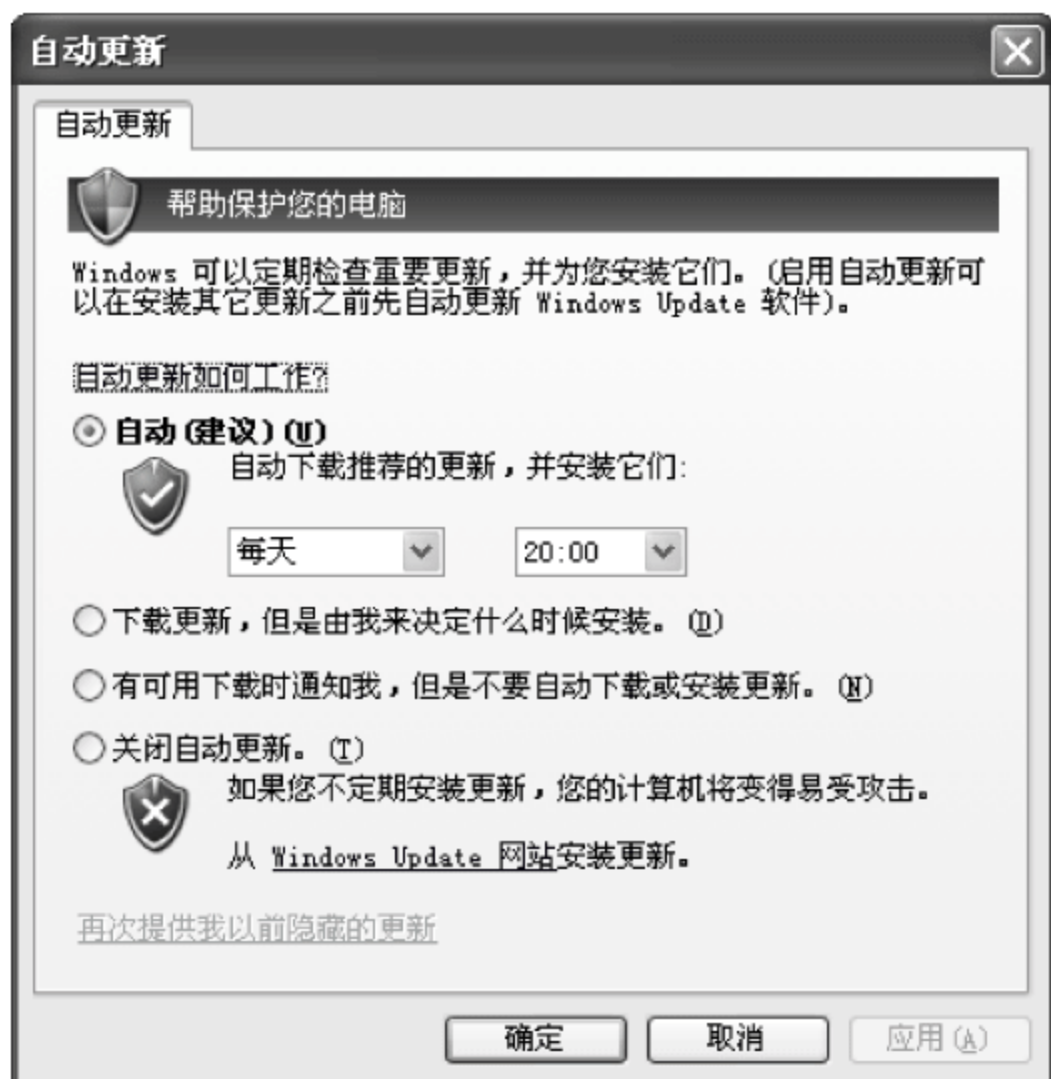 自动更新
自动更新
帮助保护您的电脑
Windows 可以定期检查重要更新，并为您安装它们。(启用自动更新可
以在安装其它更新之前先自动更新 Windows Update 软件)。
自动更新如何工作?
自动(建议)(U)
自动下载推荐的更新，并安装它们:
每天 20:00
下载更新，但是由我来决定什么时候安装。(D)
有可用下载时通知我，但是不要自动下载或安装更新。(N)
关闭自动更新。(T)
如果您不定期安装更新，您的计算机将变得易受攻击。
从 Windows Update 网站安装更新。
再次提供我以前隐藏的更新
确定 取消 应用(A)